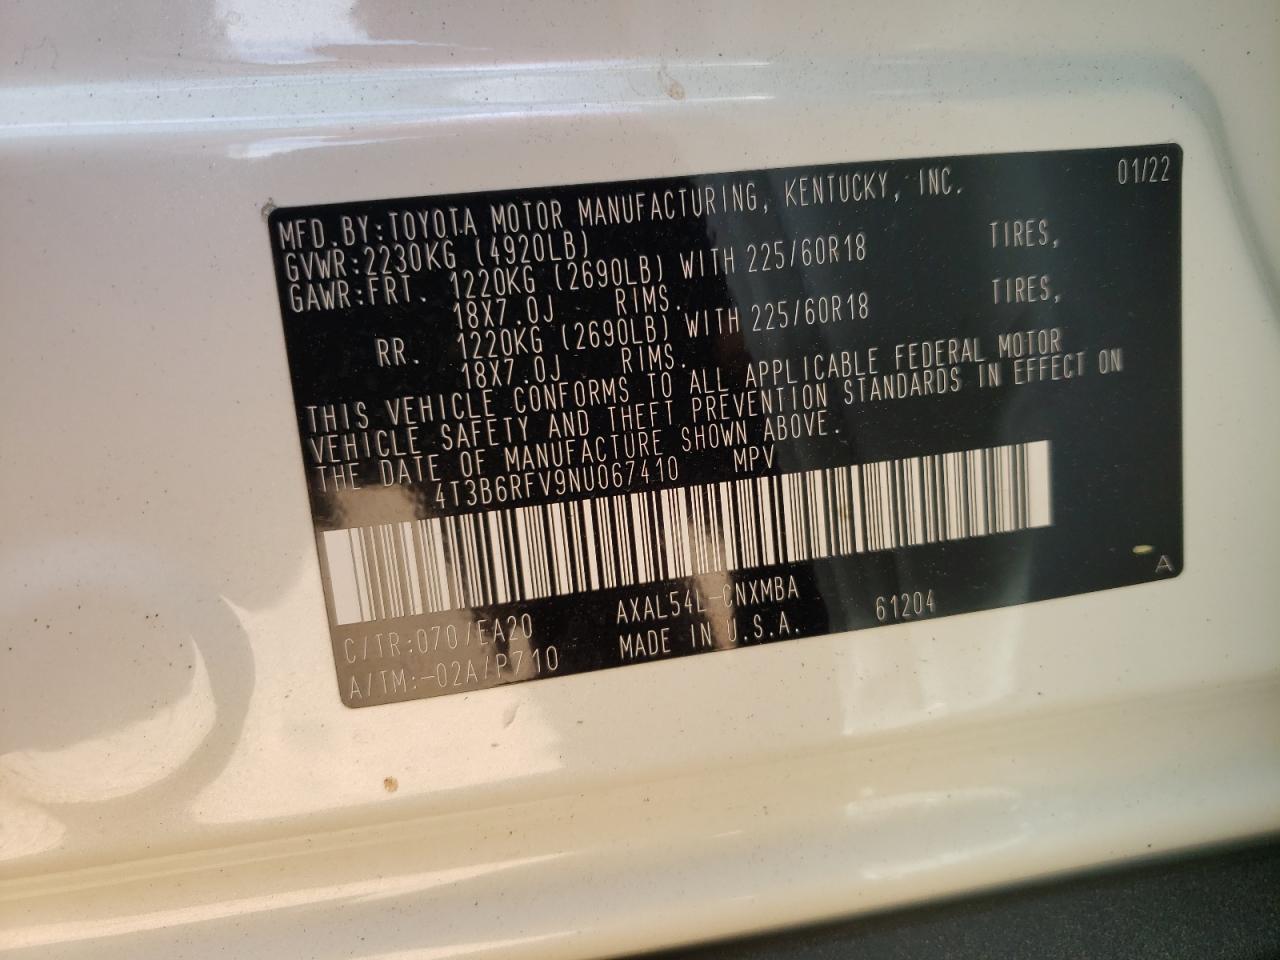 01/22
MFD.BY:TOYOTA MOTOR MANUFACTURING, KENTUCKY, INC.
GVWR:2230KG (4920LB)
GAWR:FRT. 1220KG (2690LB) WITH 225/60R18 TIRES,
18X7.0J RIMS.
RR. 1220KG (2690LB) WITH 225/60R18 TIRES,
18X7.0J RIMS.
THIS VEHICLE CONFORMS TO ALL APPLICABLE FEDERAL MOTOR
VEHICLE SAFETY AND THEFT PREVENTION STANDARDS IN EFFECT ON
THE DATE OF MANUFACTURE SHOWN ABOVE.
4T3B6RFV9NU067410 MPV
C/TR:070/EA20 AXAL54L-CNXMBA 61204 A
A/TM:-02A/P710 MADE IN U.S.A.